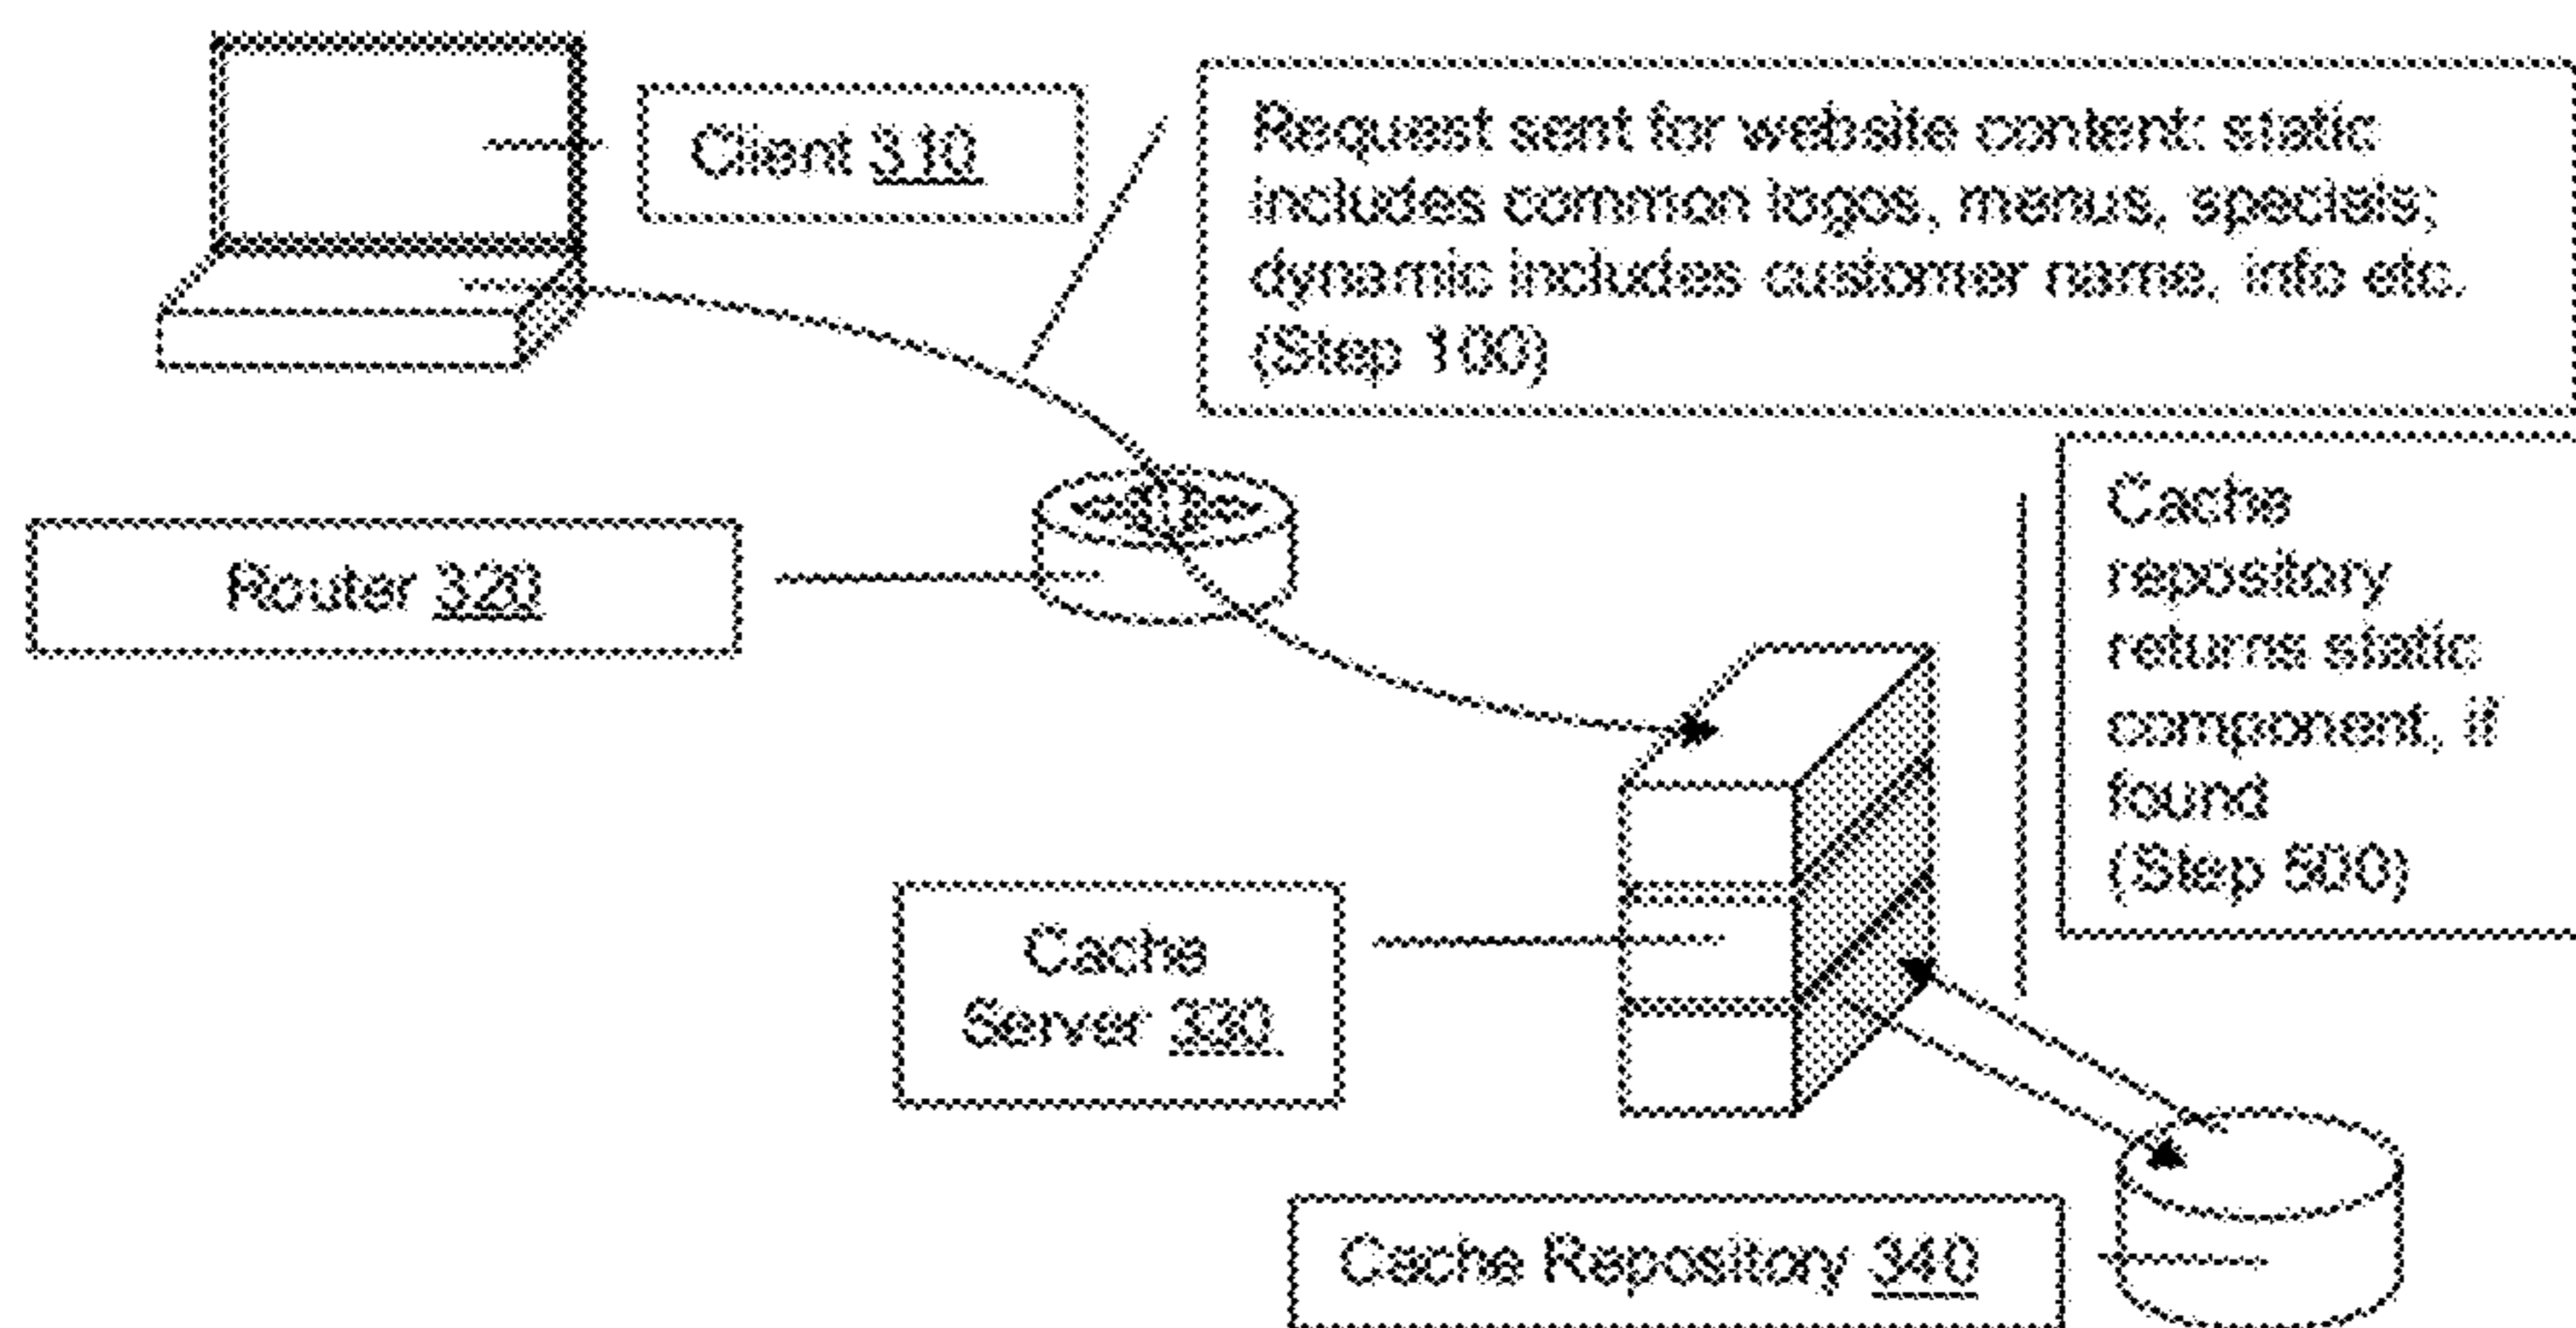 Client 310
Request sent for website content: static
includes common logos, menus, specials;
dynamic includes customer name, info etc.
(Step 100)
Router 320
Cache
repository
returns static
component, if
found
(Step 500)
Cache
Server 330
Cache Repository 340